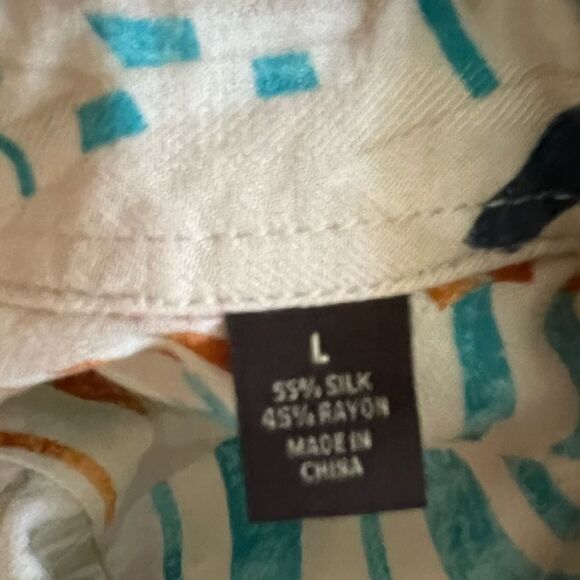 L
55% SILK
45% RAYON
MADE IN
CHINA